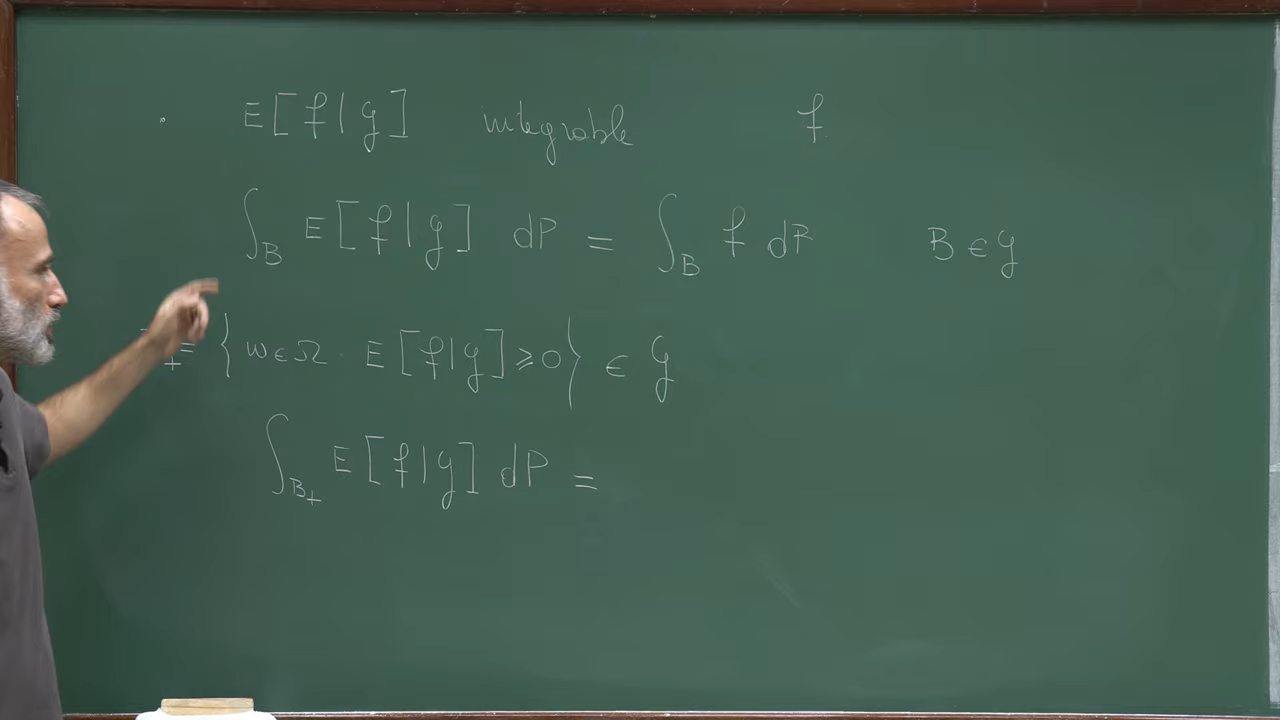 . E[f|g] integrable f
∫_B E[f|g] dP = ∫_B f dP B ∈ g
+ = { w ∈ Ω . E[f|g] ⩾ 0 } ∈ g
∫_{B+} E[f|g] dP =